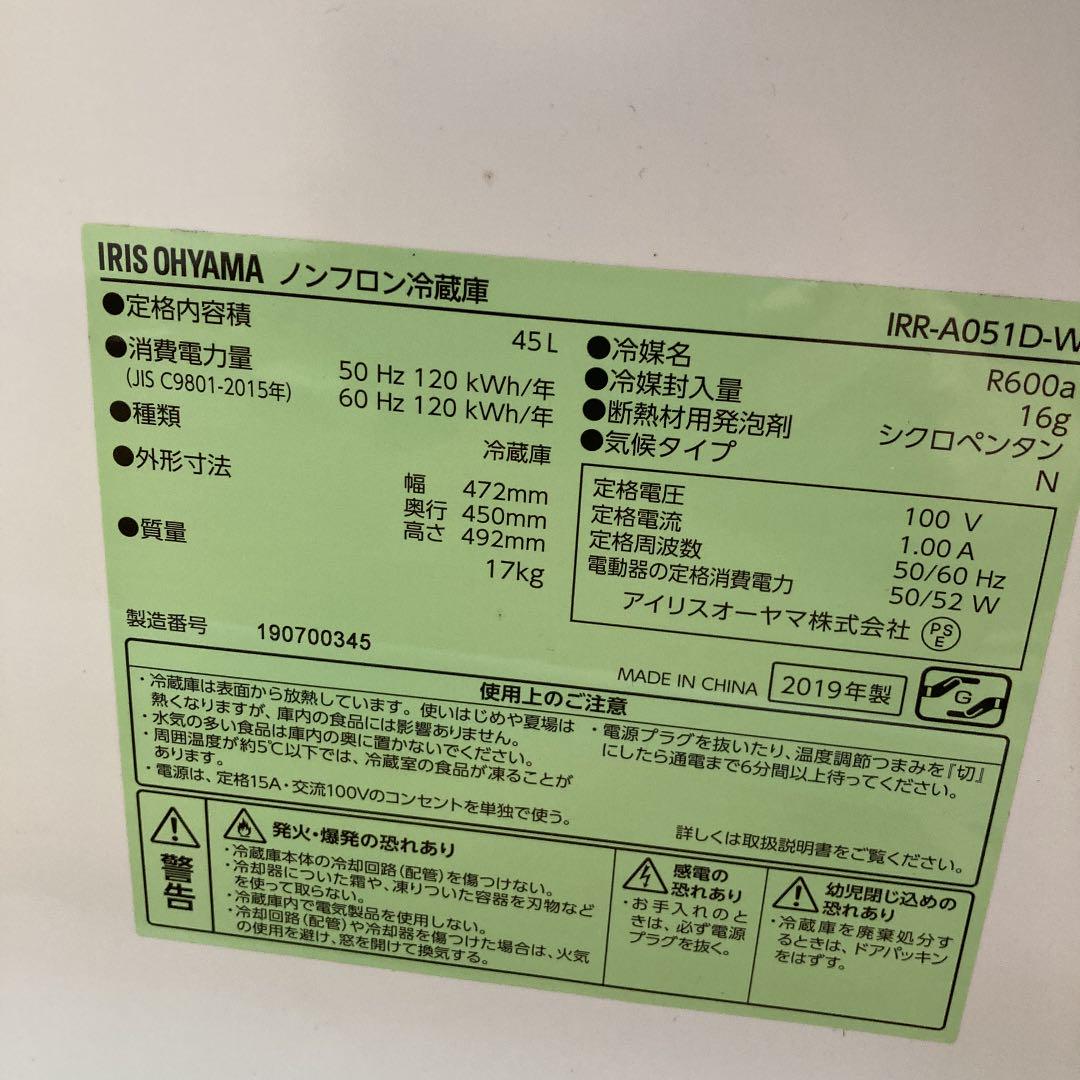 IRIS OHYAMA ノンフロン冷蔵庫
IRR-A051D-W
●定格内容積 45L
●消費電力量 50 Hz 120 kWh/年
(JIS C9801-2015年) 60 Hz 120 kWh/年
●種類 冷蔵庫
●外形寸法 幅 472mm
奥行 450mm
高さ 492mm
●質量 17kg
●冷媒名 R600a
●冷媒封入量 16g
●断熱材用発泡剤 シクロペンタン
●気候タイプ N
定格電圧 100 V
定格電流 1.00 A
定格周波数 50/60 Hz
電動器の定格消費電力 50/52 W
アイリスオーヤマ株式会社 PSE
製造番号 190700345
MADE IN CHINA 2019年製 G
使用上のご注意
・冷蔵庫は表面から放熱しています。使いはじめや夏場は
熱くなりますが、庫内の食品には影響ありません。
・水気の多い食品は庫内の奥に置かないでください。
・周囲温度が約5℃以下では、冷蔵室の食品が凍ることが
あります。
・電源は、定格15A・交流100Vのコンセントを単独で使う。
・電源プラグを抜いたり、温度調節つまみを『切』
にしたら通電まで6分間以上待ってください。
詳しくは取扱説明書をご覧ください。
警告
発火・爆発の恐れあり
・冷蔵庫本体の冷却回路(配管)を傷つけない。
・冷却器についた霜や、凍りついた容器を刃物など
を使って取らない。
・冷蔵庫内で電気製品を使用しない。
・冷却回路(配管)や冷却器を傷つけた場合は、火気
の使用を避け、窓を開けて換気する。
感電の
恐れあり
・お手入れのと
きは、必ず電源
プラグを抜く。
幼児閉じ込めの
恐れあり
・冷蔵庫を廃棄処分す
るときは、ドアパッキン
をはずす。